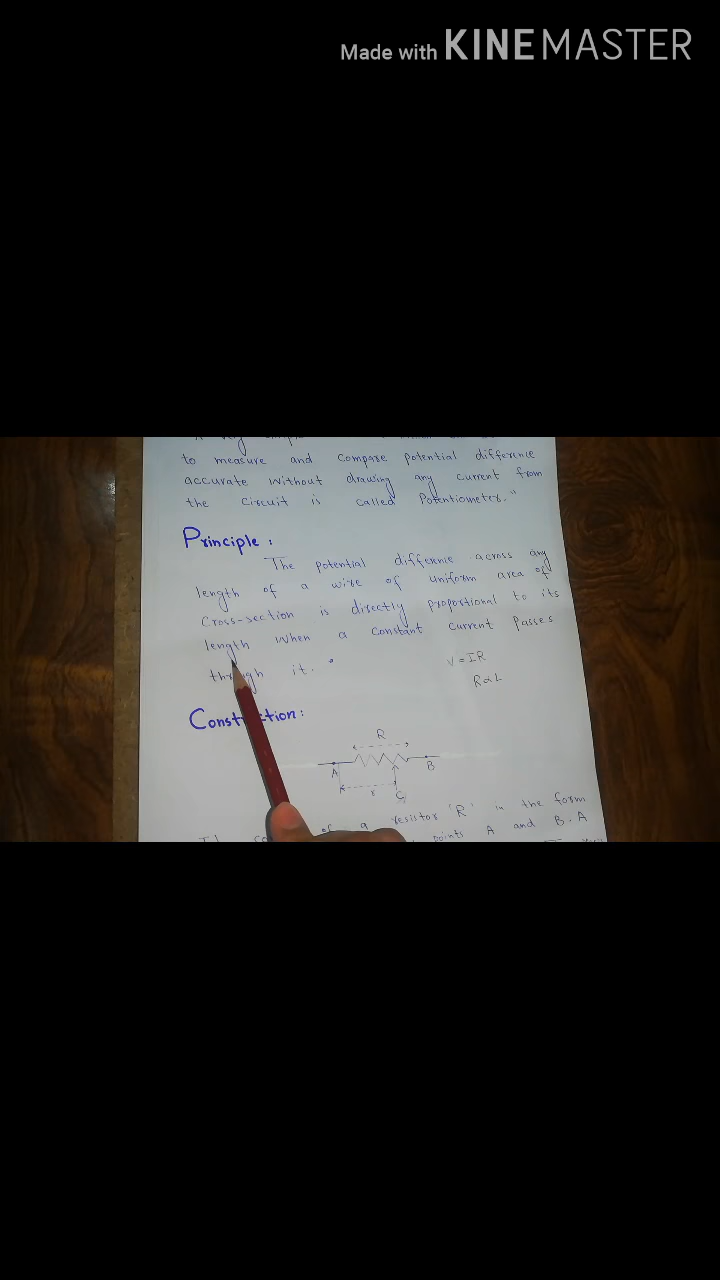 Made with KINEMASTER
to measure and compare potential difference
accurate without drawing any current from
the circuit is called Potentiometer."
Principle:
The potential difference across any
length of a wire of uniform area of
cross-section is directly proportional to its
length when a constant current passes
through it.
V = IR
R ∝ L
Construction:
R
A
B
r
C
of a resistor 'R' in the form
points A and B. A